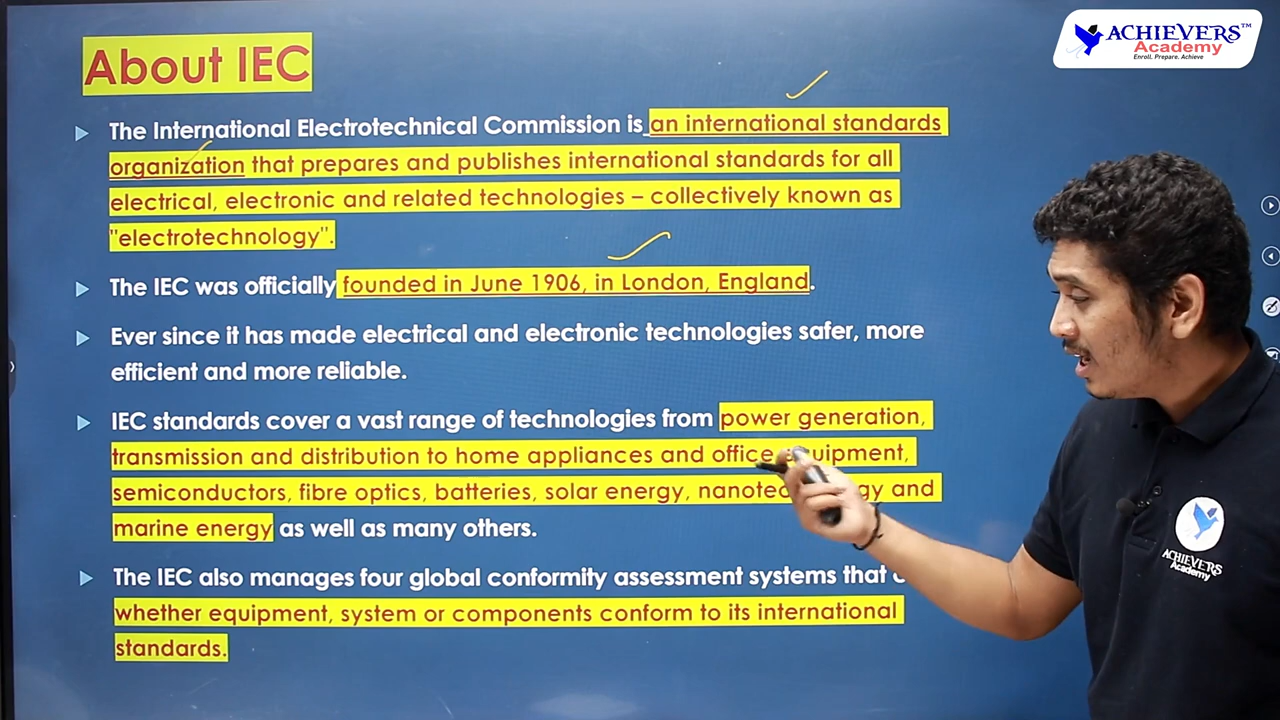 ACHIEVERS™
Academy
Enroll. Prepare. Achieve
About IEC
The International Electrotechnical Commission is an international standards
organization that prepares and publishes international standards for all
electrical, electronic and related technologies – collectively known as
"electrotechnology".
The IEC was officially founded in June 1906, in London, England.
Ever since it has made electrical and electronic technologies safer, more
efficient and more reliable.
IEC standards cover a vast range of technologies from power generation,
transmission and distribution to home appliances and office
semiconductors, fibre optics, batteries, solar energy, and
marine energy as well as many others.
The IEC also manages four global conformity assessment systems that
whether equipment, system or components conform to its international
standards.
ACHIEVERS
Academy